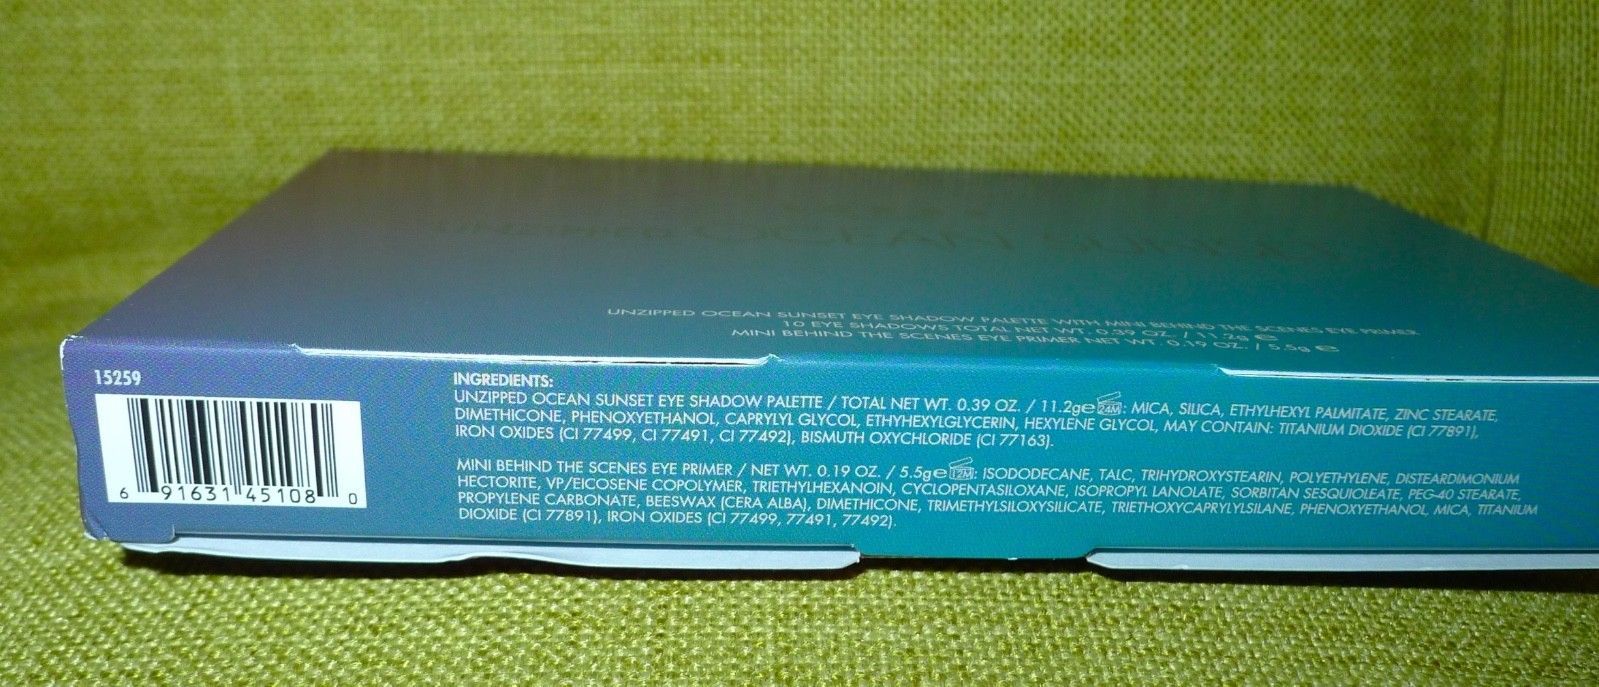 OCEAN SUNSET
UNZIPPED OCEAN SUNSET EYE SHADOW PALETTE WITH MINI BEHIND THE SCENES EYE PRIMER
10 EYE SHADOWS TOTAL NET WT. 0.39 OZ. / 11.2g e
MINI BEHIND THE SCENES EYE PRIMER NET WT. 0.19 OZ. / 5.5g e
15259
6 91631 45108 0
INGREDIENTS:
UNZIPPED OCEAN SUNSET EYE SHADOW PALETTE / TOTAL NET WT. 0.39 OZ. / 11.2g e 24M: MICA, SILICA, ETHYLHEXYL PALMITATE, ZINC STEARATE,
DIMETHICONE, PHENOXYETHANOL, CAPRYLYL GLYCOL, ETHYHEXYLGLYCERIN, HEXYLENE GLYCOL, MAY CONTAIN: TITANIUM DIOXIDE (CI 77891),
IRON OXIDES (CI 77499, CI 77491, CI 77492), BISMUTH OXYCHLORIDE (CI 77163).
MINI BEHIND THE SCENES EYE PRIMER / NET WT. 0.19 OZ. / 5.5g e 12M: ISODODECANE, TALC, TRIHYDROXYSTEARIN, POLYETHYLENE, DISTEARDIMONIUM
HECTORITE, VP/EICOSENE COPOLYMER, TRIETHYLHEXANOIN, CYCLOPENTASILOXANE, ISOPROPYL LANOLATE, SORBITAN SESQUIOLEATE, PEG-40 STEARATE,
PROPYLENE CARBONATE, BEESWAX (CERA ALBA), DIMETHICONE, TRIMETHYLSILOXYSILICATE, TRIETHOXYCAPRYLYLSILANE, PHENOXYETHANOL, MICA, TITANIUM
DIOXIDE (CI 77891), IRON OXIDES (CI 77499, 77491, 77492).